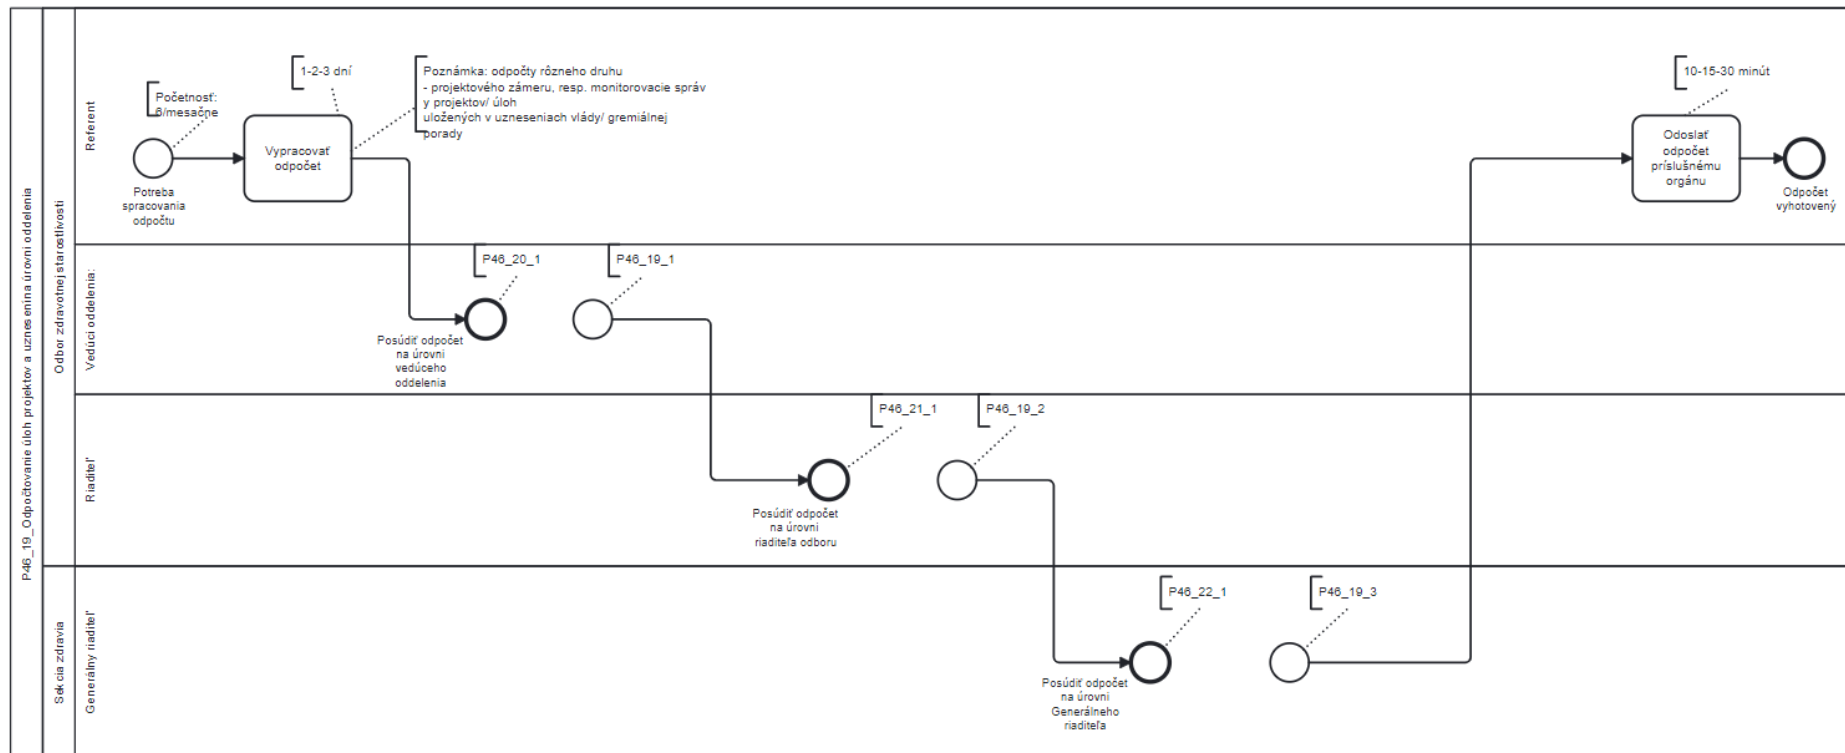 P46_19_Odpočtovanie úloh projektov a uznesenina úrovni oddelenia
Odbor zdravotnej starostlivosti
Referent
Početnosť:
6/mesačne
Potreba
spracovania
odpočtu
1-2-3 dní
Vypracovať
odpočet
Poznámka: odpočty rôzneho druhu
- projektového zámeru, resp. monitorovacie správ
y projektov/ úloh
uložených v uzneseniach vlády/ gremiálnej
porady
10-15-30 minút
Odoslať
odpočet
príslušnému
orgánu
Odpočet
vyhotovený
Vedúci oddelenia:
P46_20_1
Posúdiť odpočet
na úrovni
vedúceho
oddelenia
P46_19_1
Riaditeľ
P46_21_1
Posúdiť odpočet
na úrovni
riaditeľa odboru
P46_19_2
Sekcia zdravia
Generálny riaditeľ
P46_22_1
Posúdiť odpočet
na úrovni
Generálneho
riaditeľa
P46_19_3